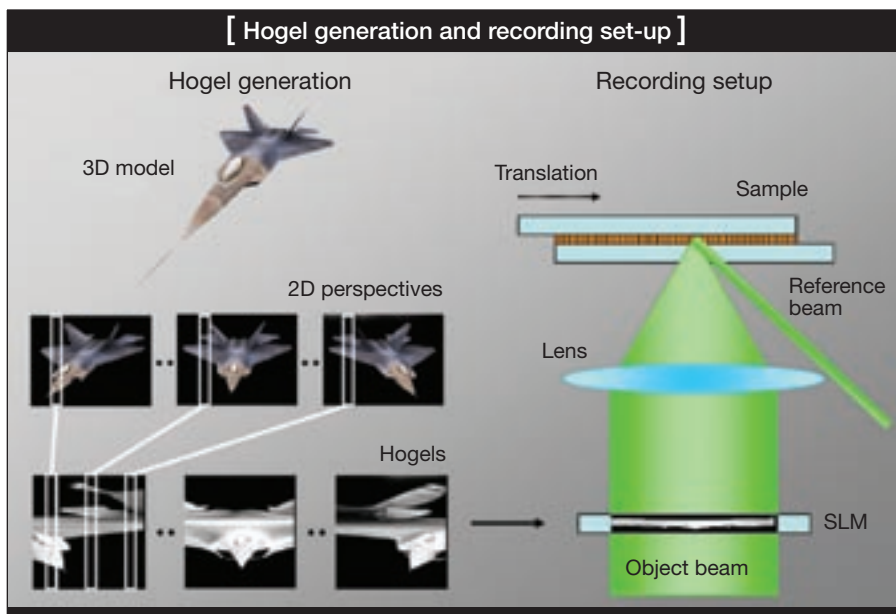 [ Hogel generation and recording set-up ]
Hogel generation
3D model
2D perspectives
Hogels
Recording setup
Translation
Sample
Reference
beam
Lens
SLM
Object beam